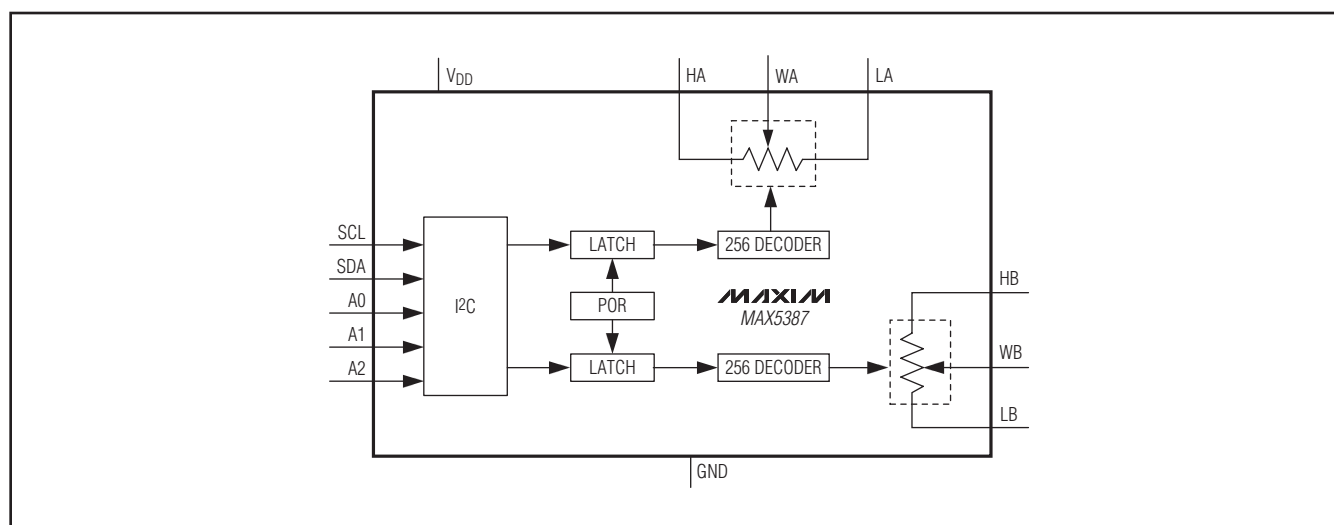 VDD
HA
WA
LA
SCL
SDA
A0
A1
A2
I2C
LATCH
256 DECODER
POR
MAXIM
MAX5387
LATCH
256 DECODER
HB
WB
LB
GND